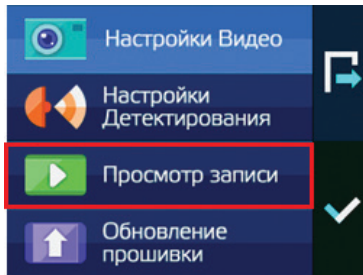 Настройки Видео
Настройки
Детектирования
Просмотр записи
Обновление
прошивки